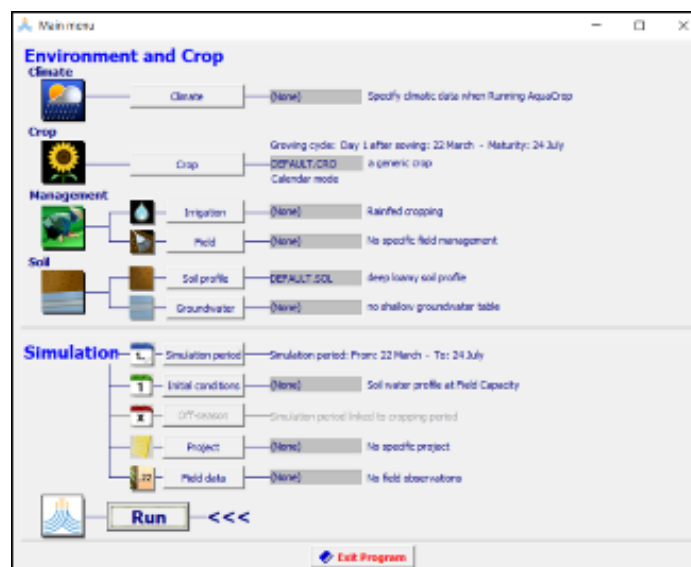 Main menu
Environment and Crop
Climate
Climate (None) Specify climatic data when Running AquaCrop
Crop
Growing cycle: Day 1 after sowing: 22 March - Maturity: 24 July
Crop DEFAULT.CRO a generic crop
Calendar mode
Management
Irrigation (None) Rainfed cropping
Field (None) No specific field management
Soil
Soil profile DEFAULT.SOL deep loamy soil profile
Groundwater (None) no shallow groundwater table
Simulation Simulation period Simulation period: From: 22 March - To: 24 July
1 Initial conditions (None) Soil water profile at Field Capacity
Off-season Simulation period linked to cropping period
Project (None) No specific project
.22 Field data (None) No field observations
Run <<<
Exit Program